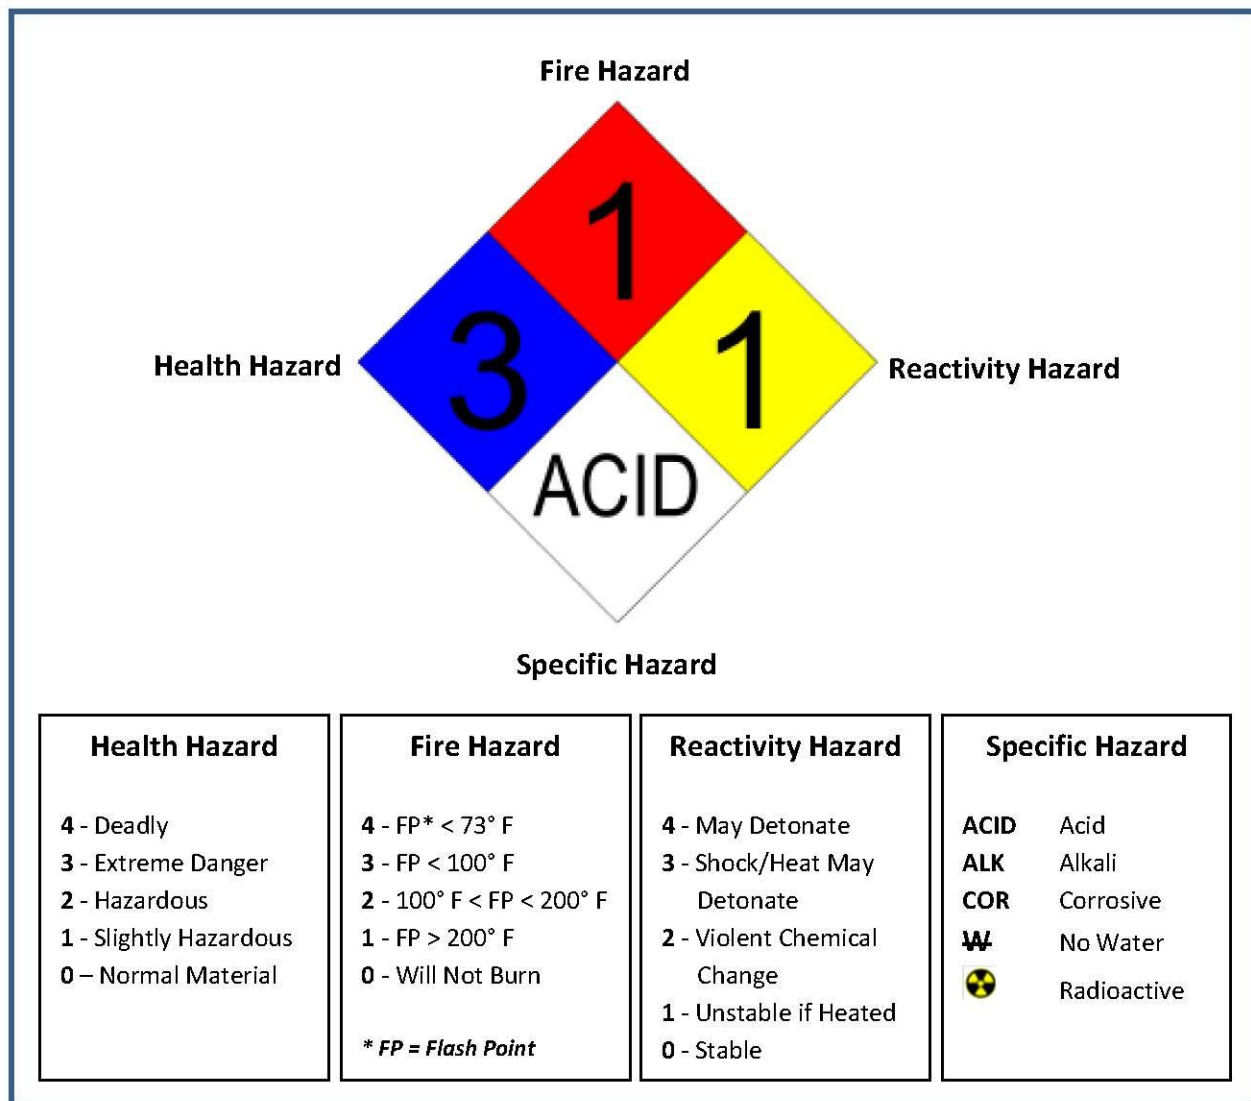 Fire Hazard
1
Health Hazard
3
1
Reactivity Hazard
ACID
Specific Hazard
Health Hazard
4 - Deadly
3 - Extreme Danger
2 - Hazardous
1 - Slightly Hazardous
0 – Normal Material
Fire Hazard
4 - FP* < 73° F
3 - FP < 100° F
2 - 100° F < FP < 200° F
1 - FP > 200° F
0 - Will Not Burn
* FP = Flash Point
Reactivity Hazard
4 - May Detonate
3 - Shock/Heat May
Detonate
2 - Violent Chemical
Change
1 - Unstable if Heated
0 - Stable
Specific Hazard
ACID Acid
ALK Alkali
COR Corrosive
W No Water
Radioactive